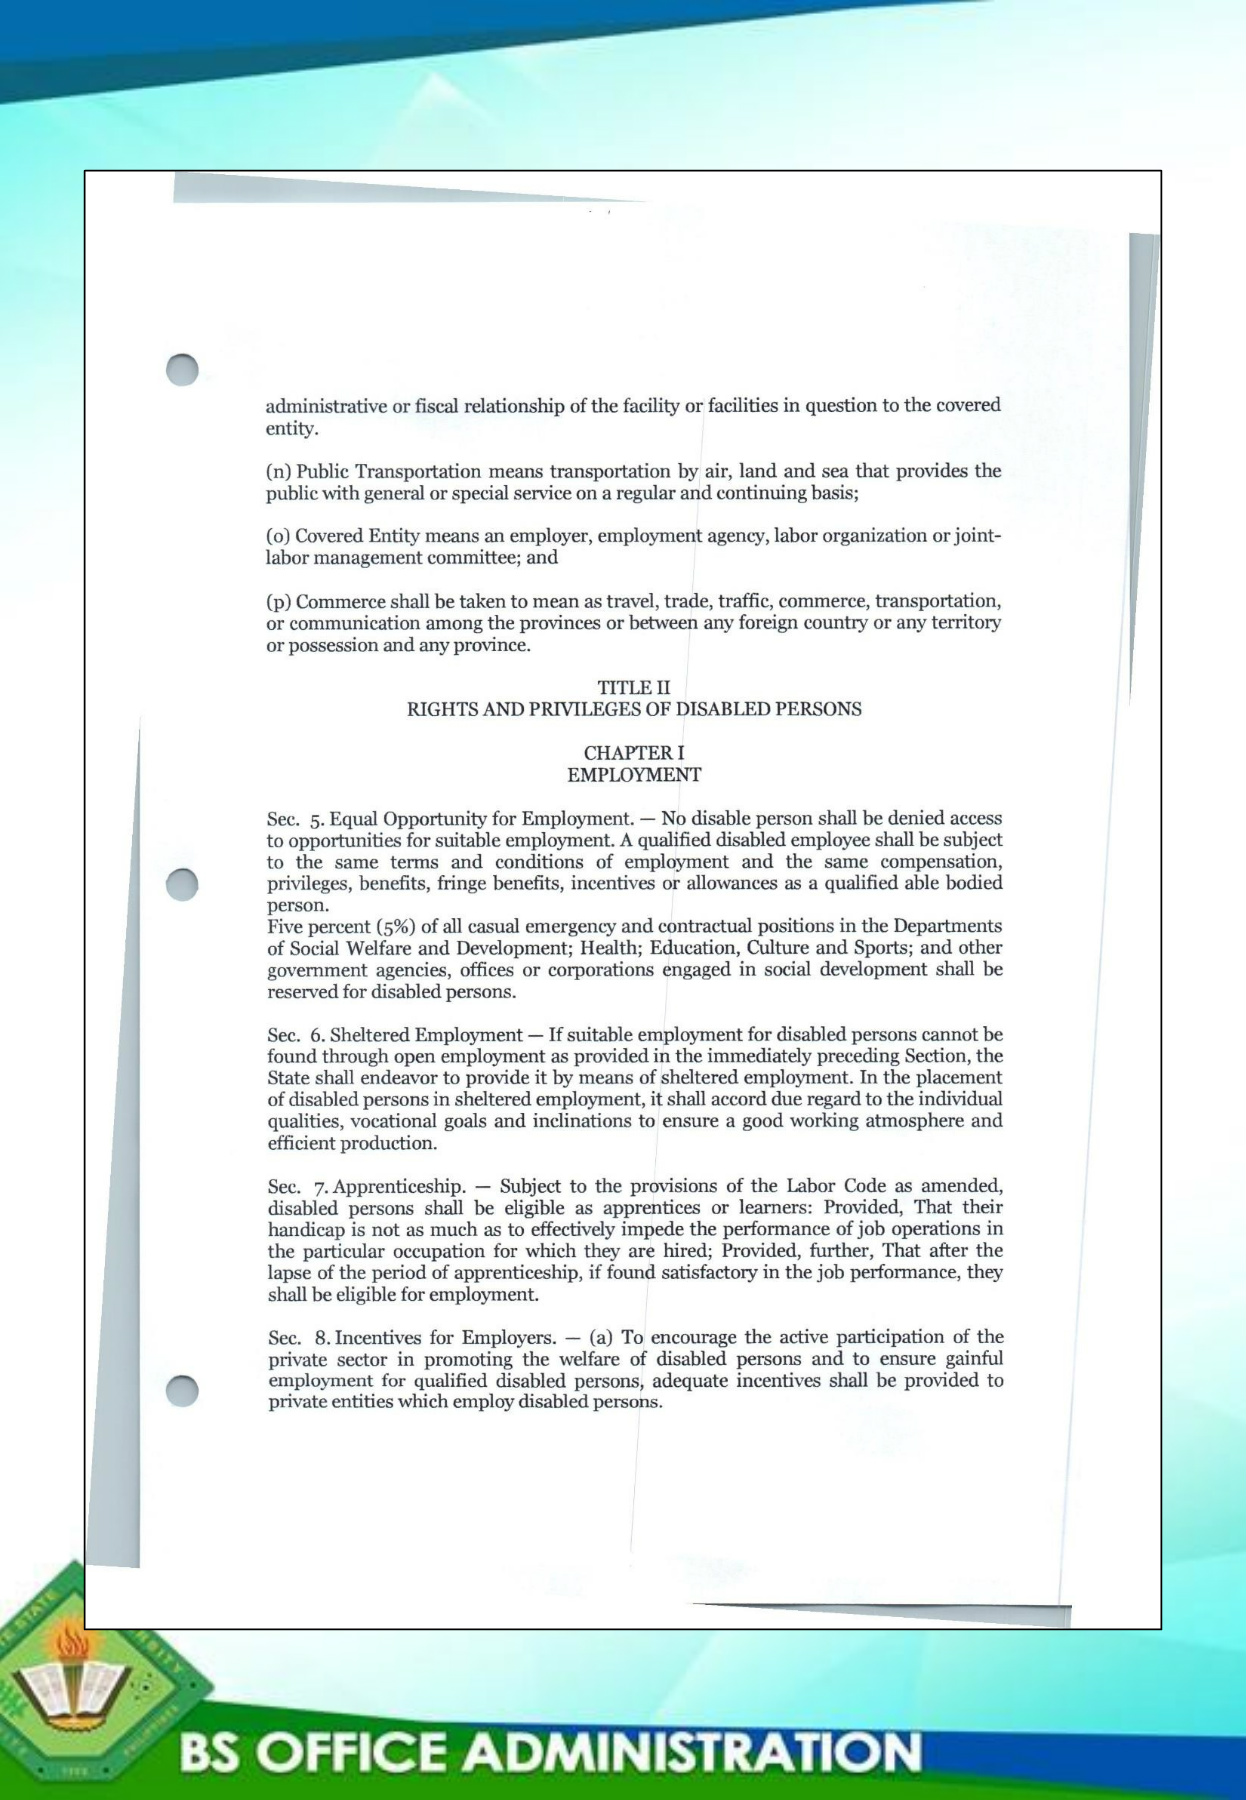 administrative or fiscal relationship of the facility or facilities in question to the covered
entity.
(n) Public Transportation means transportation by air, land and sea that provides the
public with general or special service on a regular and continuing basis;
(o) Covered Entity means an employer, employment agency, labor organization or joint-
labor management committee; and
(p) Commerce shall be taken to mean as travel, trade, traffic, commerce, transportation,
or communication among the provinces or between any foreign country or any territory
or possession and any province.
TITLE II
RIGHTS AND PRIVILEGES OF DISABLED PERSONS
CHAPTER I
EMPLOYMENT
Sec. 5. Equal Opportunity for Employment. — No disable person shall be denied access
to opportunities for suitable employment. A qualified disabled employee shall be subject
to the same terms and conditions of employment and the same compensation,
privileges, benefits, fringe benefits, incentives or allowances as a qualified able bodied
person.
Five percent (5%) of all casual emergency and contractual positions in the Departments
of Social Welfare and Development; Health; Education, Culture and Sports; and other
government agencies, offices or corporations engaged in social development shall be
reserved for disabled persons.
Sec. 6. Sheltered Employment — If suitable employment for disabled persons cannot be
found through open employment as provided in the immediately preceding Section, the
State shall endeavor to provide it by means of sheltered employment. In the placement
of disabled persons in sheltered employment, it shall accord due regard to the individual
qualities, vocational goals and inclinations to ensure a good working atmosphere and
efficient production.
Sec. 7. Apprenticeship. — Subject to the provisions of the Labor Code as amended,
disabled persons shall be eligible as apprentices or learners: Provided, That their
handicap is not as much as to effectively impede the performance of job operations in
the particular occupation for which they are hired; Provided, further, That after the
lapse of the period of apprenticeship, if found satisfactory in the job performance, they
shall be eligible for employment.
Sec. 8. Incentives for Employers. — (a) To encourage the active participation of the
private sector in promoting the welfare of disabled persons and to ensure gainful
employment for qualified disabled persons, adequate incentives shall be provided to
private entities which employ disabled persons.
BS OFFICE ADMINISTRATION